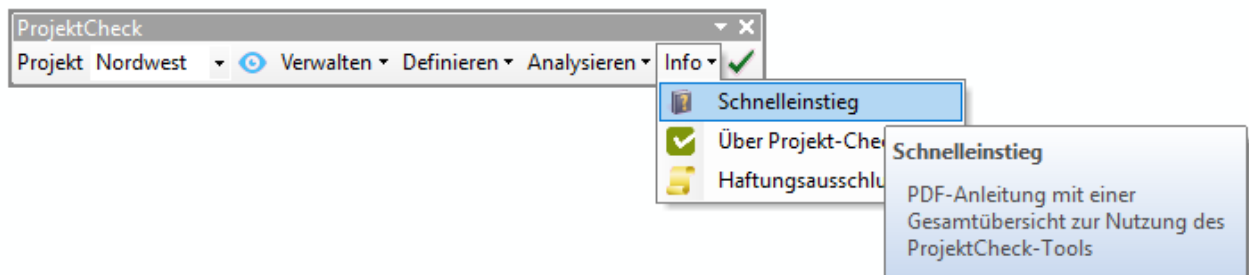 ProjektCheck
Projekt Nordwest Verwalten Definieren Analysieren Info
Schnelleinstieg
Über Projekt-Che
Haftungsausschlu
Schnelleinstieg
PDF-Anleitung mit einer
Gesamtübersicht zur Nutzung des
ProjektCheck-Tools